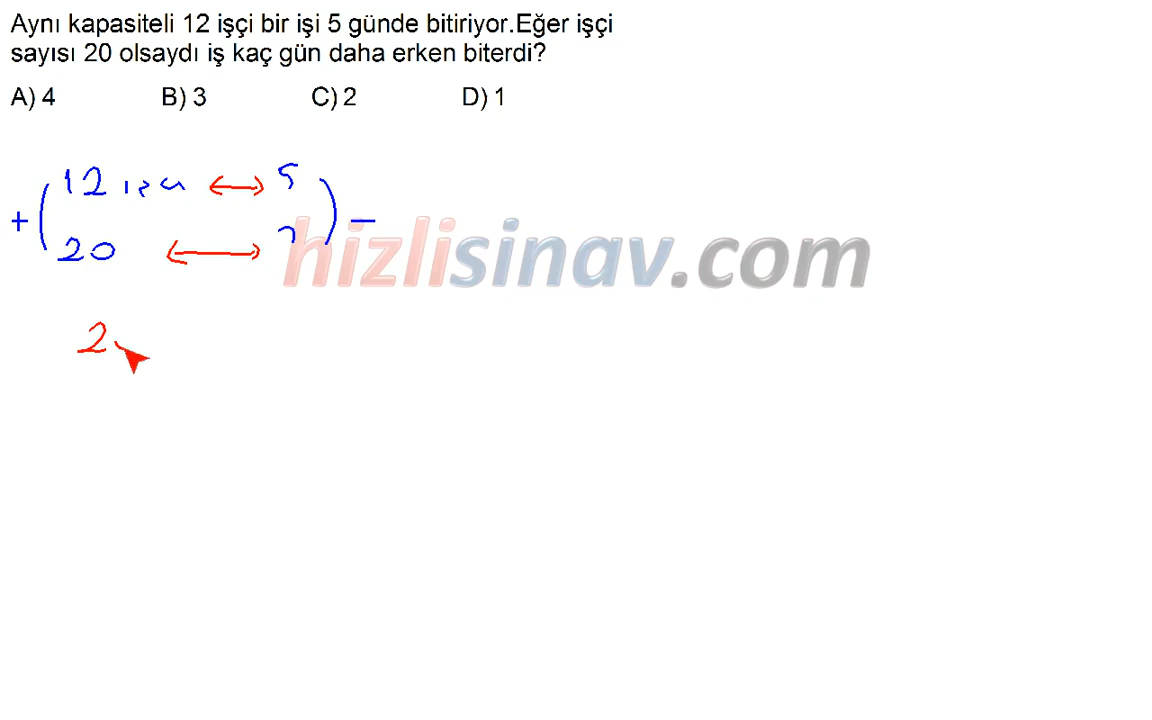 Aynı kapasiteli 12 işçi bir işi 5 günde bitiriyor.Eğer işçi
sayısı 20 olsaydı iş kaç gün daha erken biterdi?
A) 4 B) 3 C) 2 D) 1
12 işçi ↔ 5
+ ( ) -
20 ↔ ?
hizlisinav.com
2